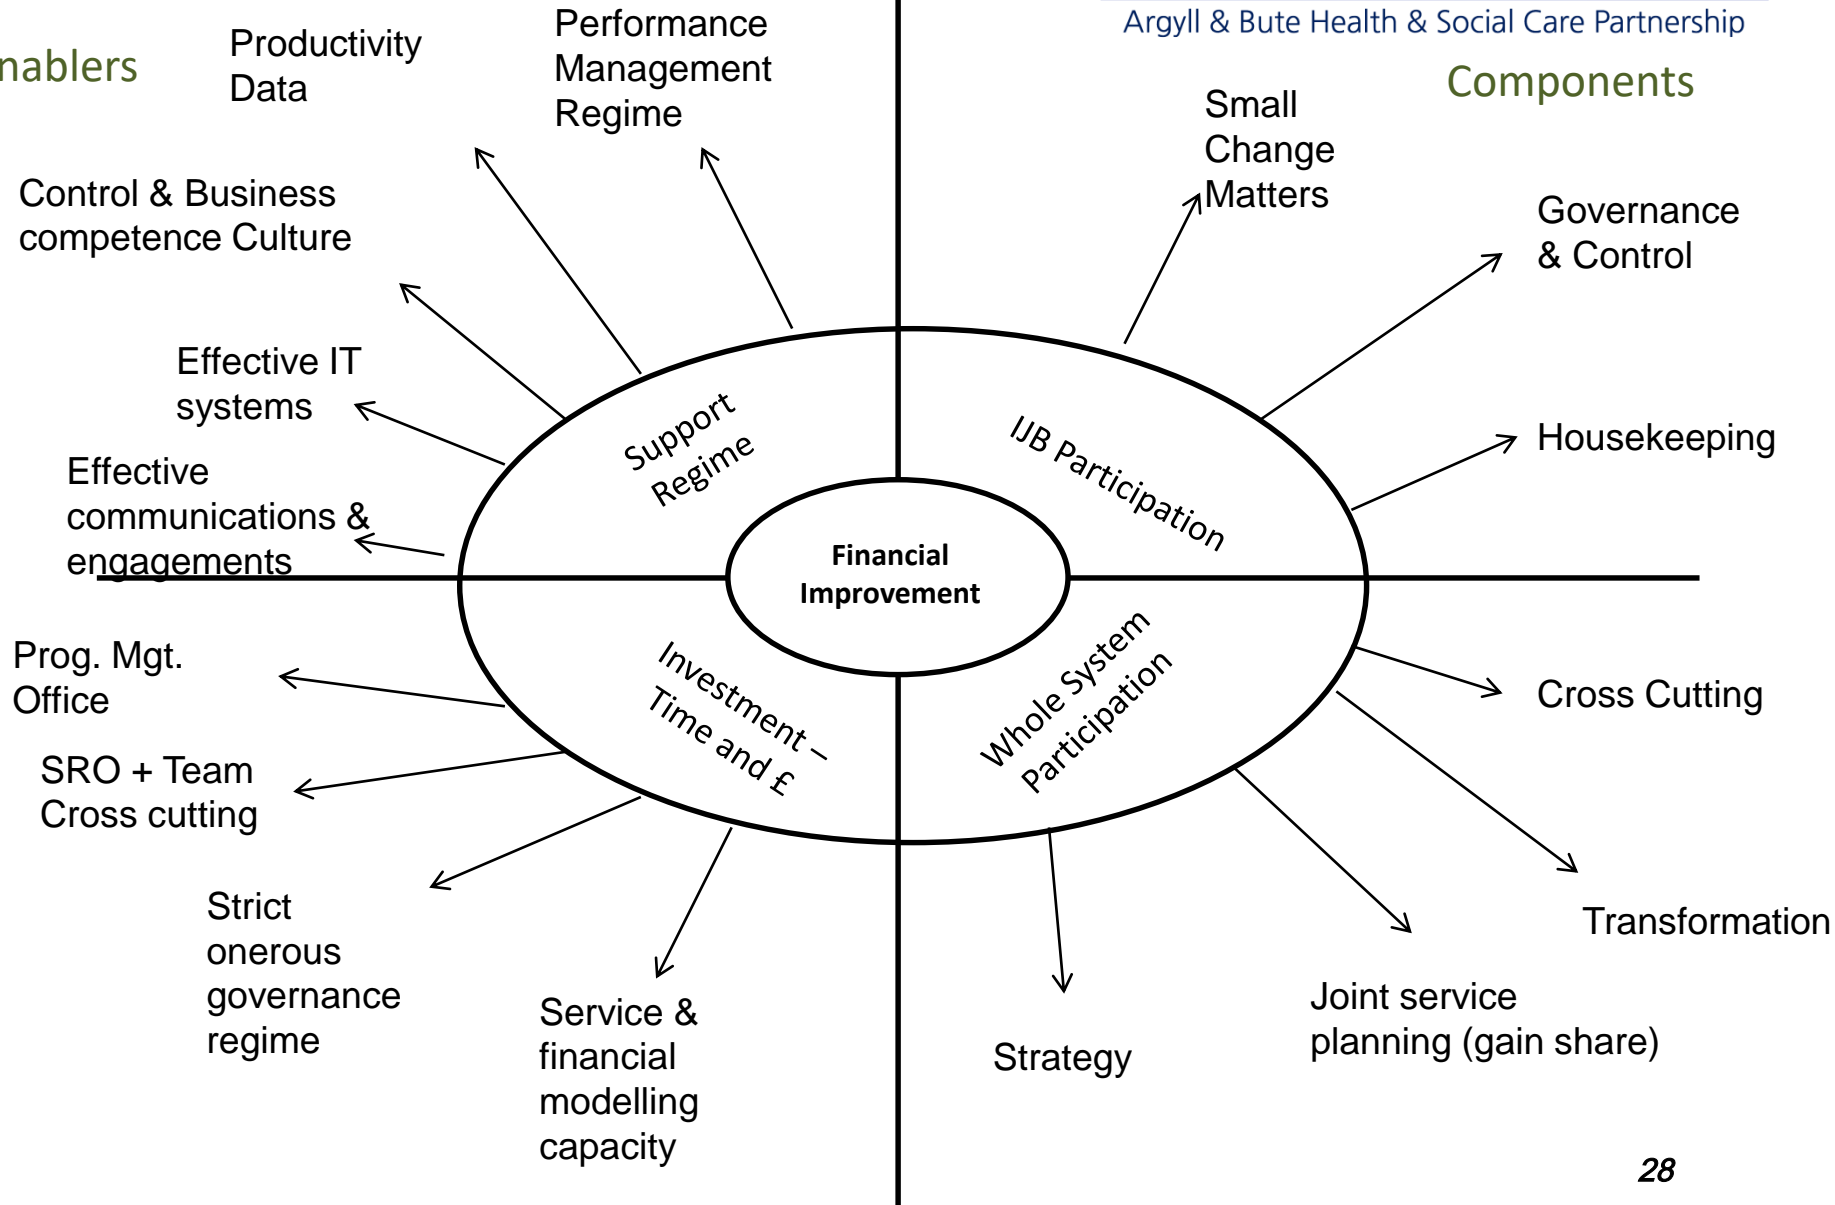 Argyll & Bute Health & Social Care Partnership
nablers
Components
Productivity
Data
Performance
Management
Regime
Control & Business
competence Culture
Effective IT
systems
Effective
communications &
engagements
Small
Change
Matters
Governance
& Control
Housekeeping
Support
Regime
IJB Participation
Financial
Improvement
Investment –
Time and £
Whole System
Participation
Prog. Mgt.
Office
SRO + Team
Cross cutting
Strict
onerous
governance
regime
Service &
financial
modelling
capacity
Strategy
Joint service
planning (gain share)
Transformation
Cross Cutting
28